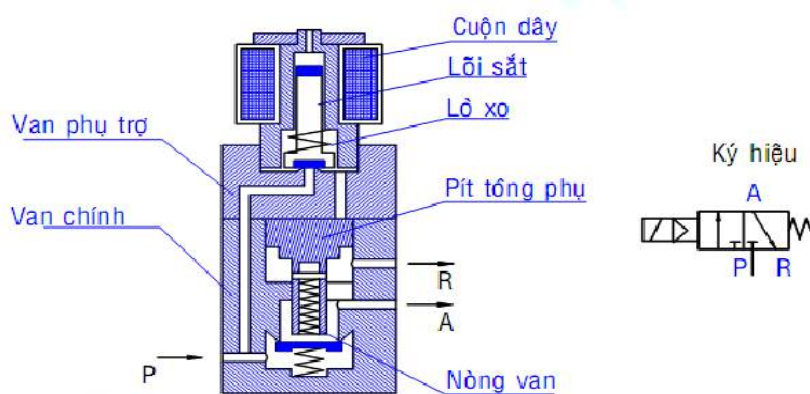 Cuộn dây
Lõi sắt
Lò xo
Van phụ trợ
Van chính
Pít tông phụ
R
A
P
Nòng van
Ký hiệu
A
P R